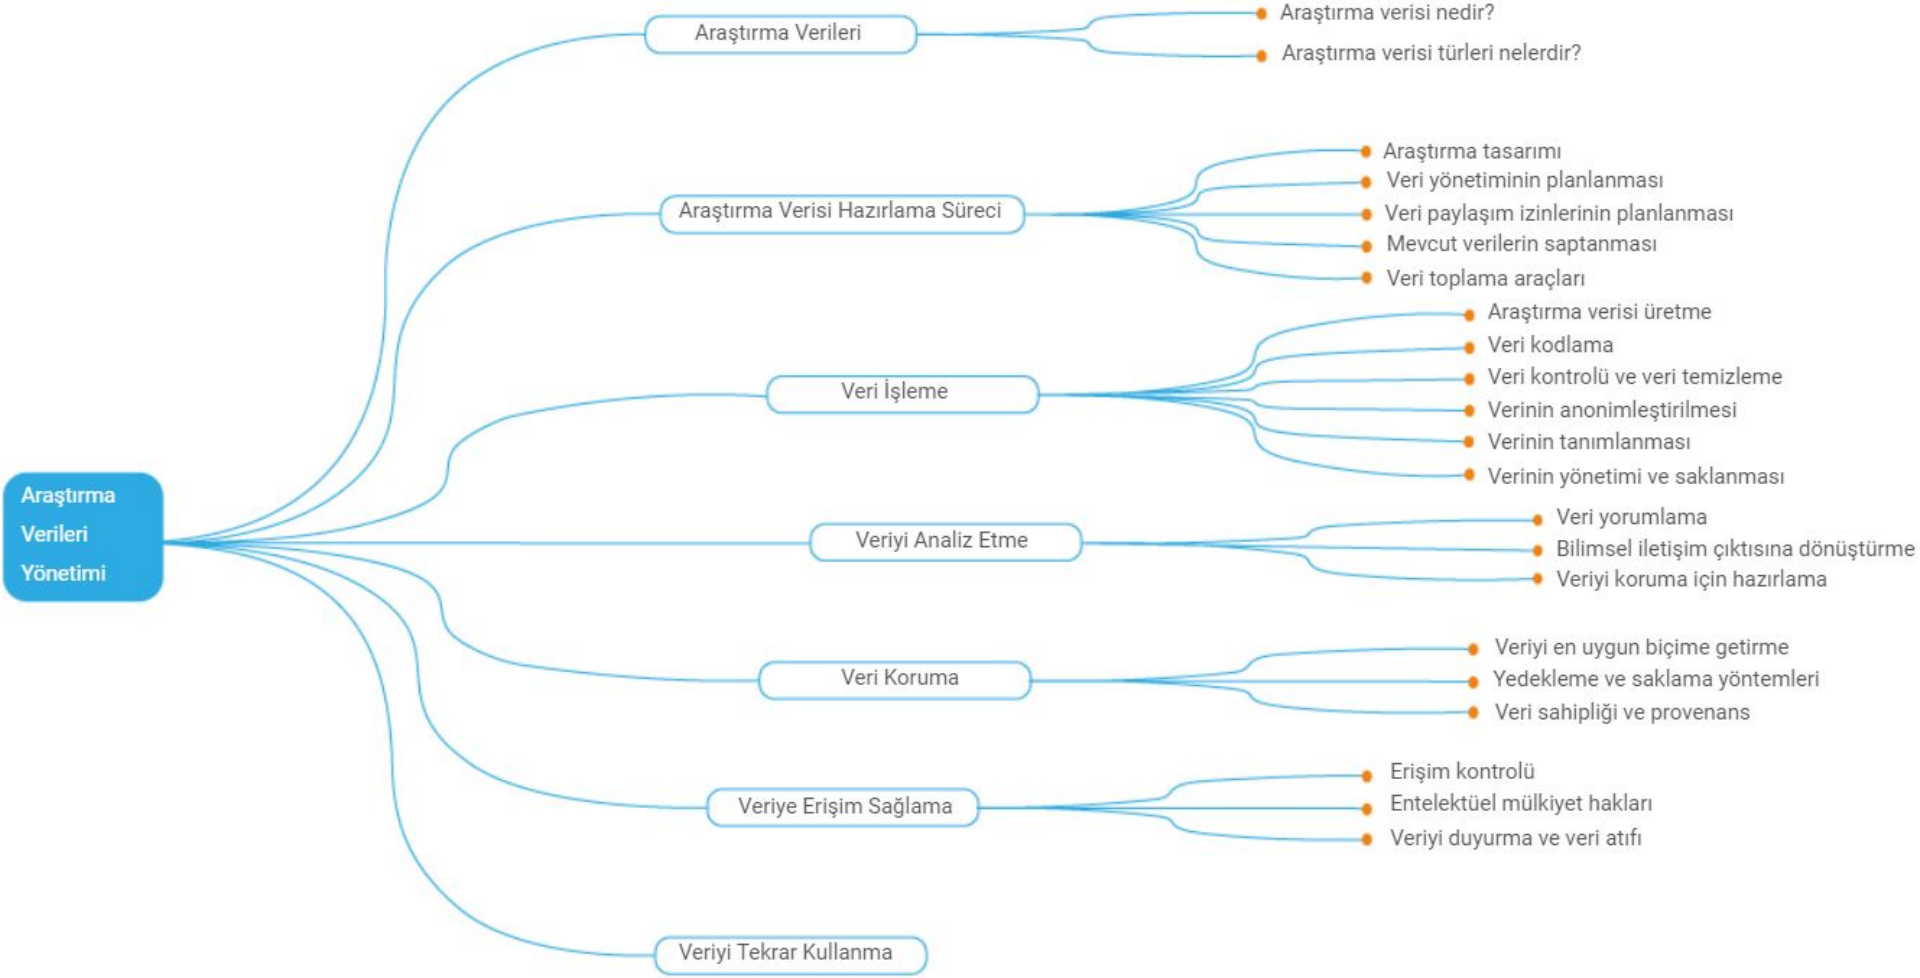 Araştırma
Verileri
Yönetimi
Araştırma Verileri
Araştırma verisi nedir?
Araştırma verisi türleri nelerdir?
Araştırma Verisi Hazırlama Süreci
Araştırma tasarımı
Veri yönetiminin planlanması
Veri paylaşım izinlerinin planlanması
Mevcut verilerin saptanması
Veri toplama araçları
Veri İşleme
Araştırma verisi üretme
Veri kodlama
Veri kontrolü ve veri temizleme
Verinin anonimleştirilmesi
Verinin tanımlanması
Verinin yönetimi ve saklanması
Veriyi Analiz Etme
Veri yorumlama
Bilimsel iletişim çıktısına dönüştürme
Veriyi koruma için hazırlama
Veri Koruma
Veriyi en uygun biçime getirme
Yedekleme ve saklama yöntemleri
Veri sahipliği ve provenans
Veriye Erişim Sağlama
Erişim kontrolü
Entelektüel mülkiyet hakları
Veriyi duyurma ve veri atıfı
Veriyi Tekrar Kullanma